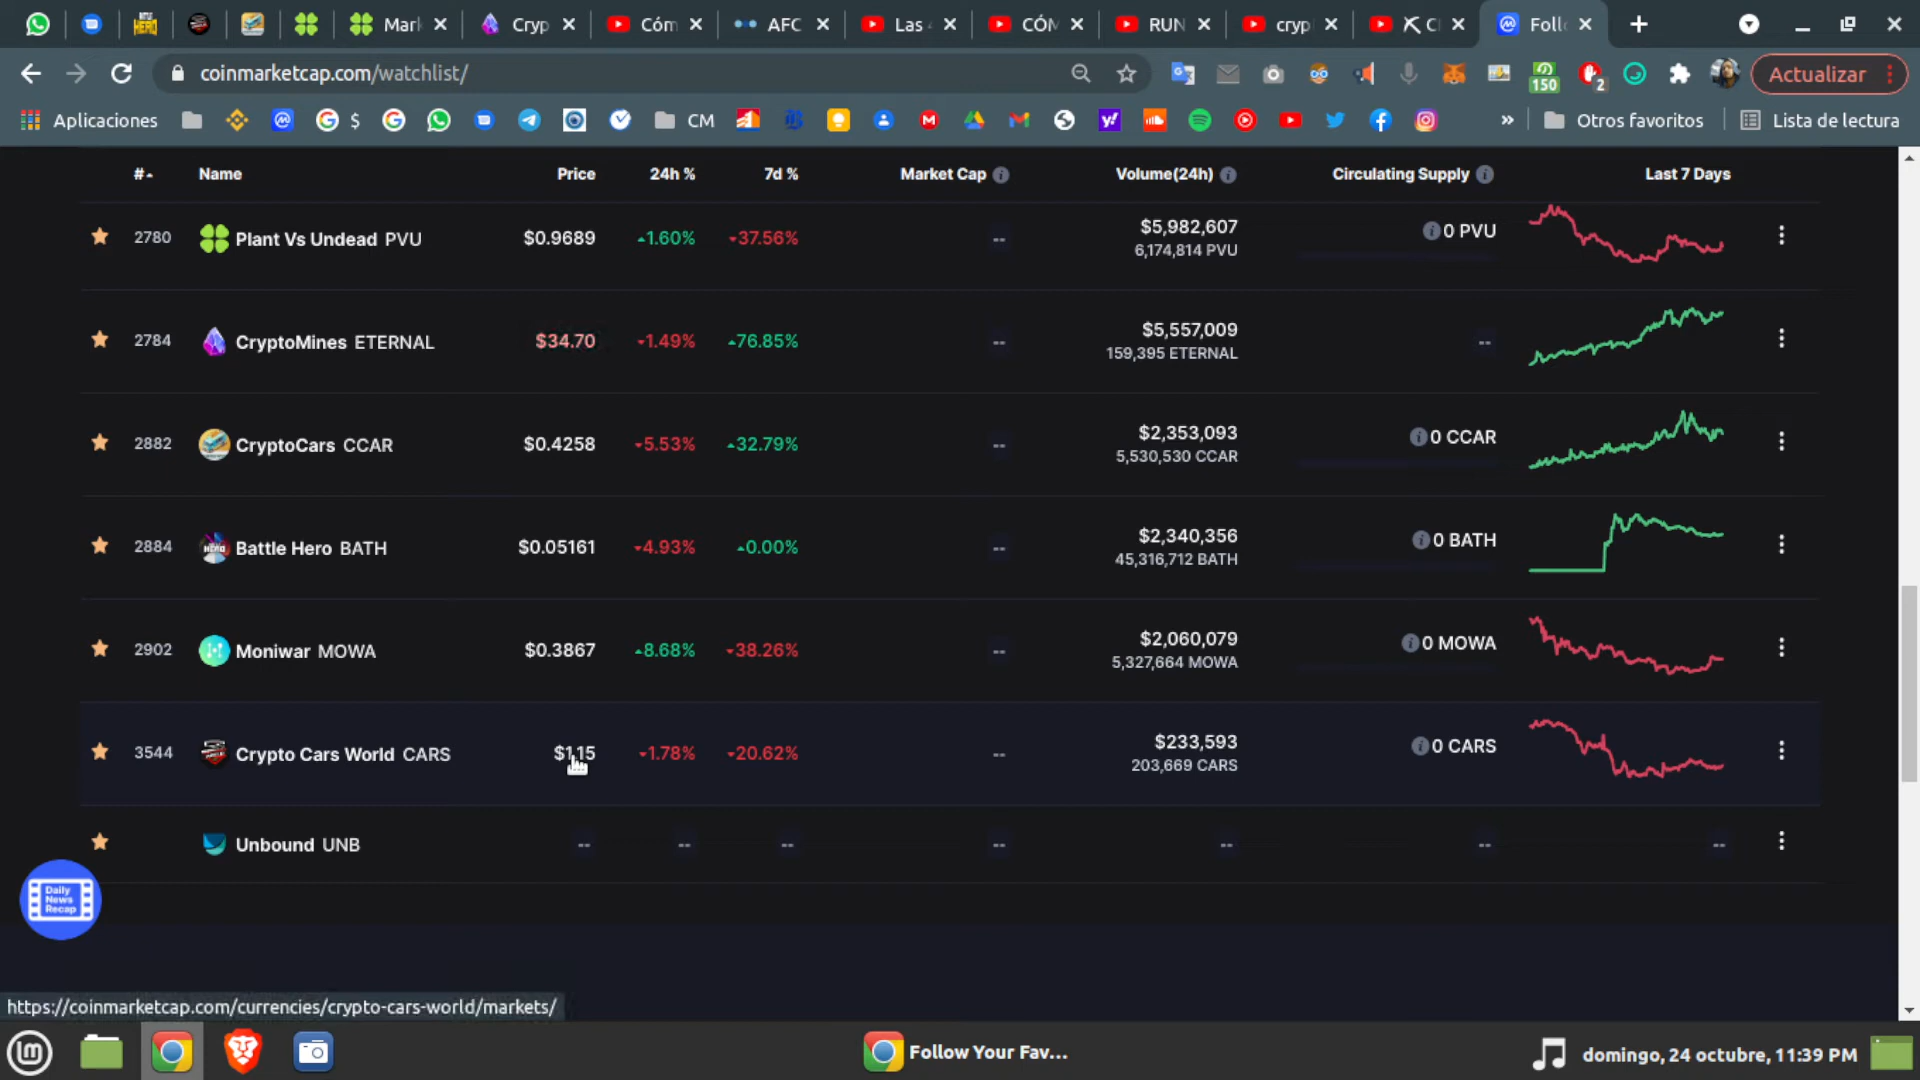 Mark
Cryp
Cóm
AFC
Las
CÓM
RUN
cryp
C
Foll
coinmarketcap.com/watchlist/
150
2
Actualizar
Aplicaciones
$
CM
Otros favoritos
Lista de lectura
# Name Price 24h % 7d % Market Cap Volume(24h) Circulating Supply Last 7 Days
2780 Plant Vs Undead PVU $0.9689 1.60% 37.56% -- $5,982,607 0 PVU
6,174,814 PVU
2784 CryptoMines ETERNAL $34.70 1.49% 76.85% -- $5,557,009 --
159,395 ETERNAL
2882 CryptoCars CCAR $0.4258 5.53% 32.79% -- $2,353,093 0 CCAR
5,530,530 CCAR
2884 Battle Hero BATH $0.05161 4.93% 0.00% -- $2,340,356 0 BATH
45,316,712 BATH
2902 Moniwar MOWA $0.3867 8.68% 38.26% -- $2,060,079 0 MOWA
5,327,664 MOWA
3544 Crypto Cars World CARS $1.15 1.78% 20.62% -- $233,593 0 CARS
203,669 CARS
Unbound UNB -- -- -- -- -- -- --
Daily
News
Recap
https://coinmarketcap.com/currencies/crypto-cars-world/markets/
Follow Your Fav...
domingo, 24 octubre, 11:39 PM